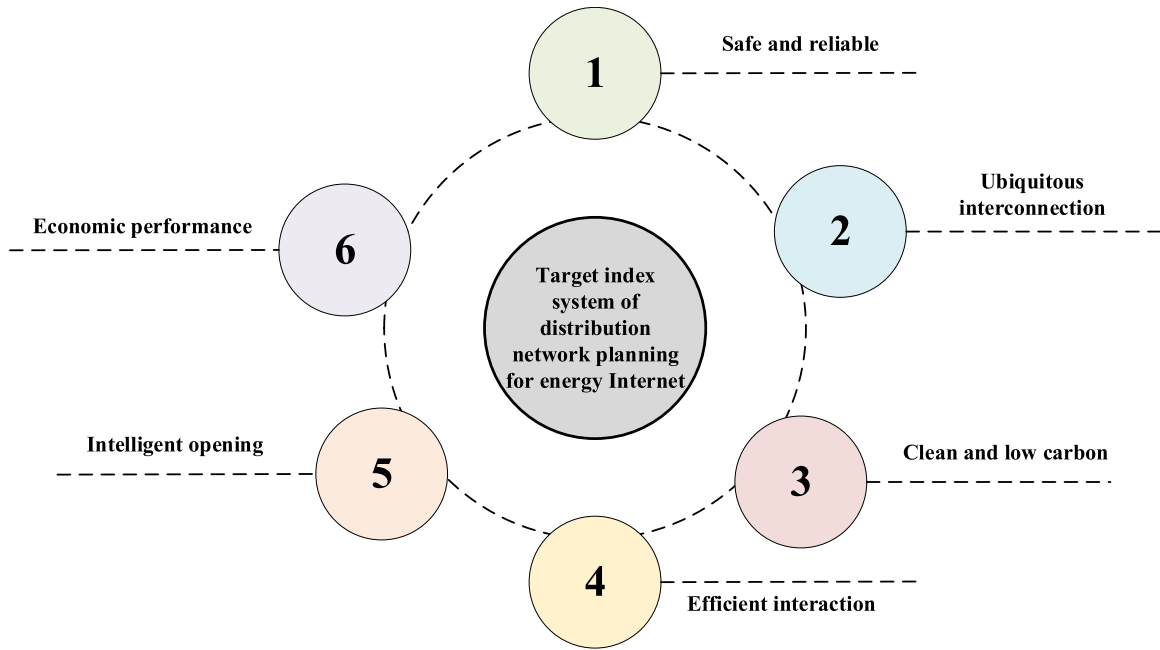 1
Safe and reliable
2
Ubiquitous
interconnection
3
Clean and low carbon
4
Efficient interaction
5
Intelligent opening
6
Economic performance
Target index
system of
distribution
network planning
for energy Internet